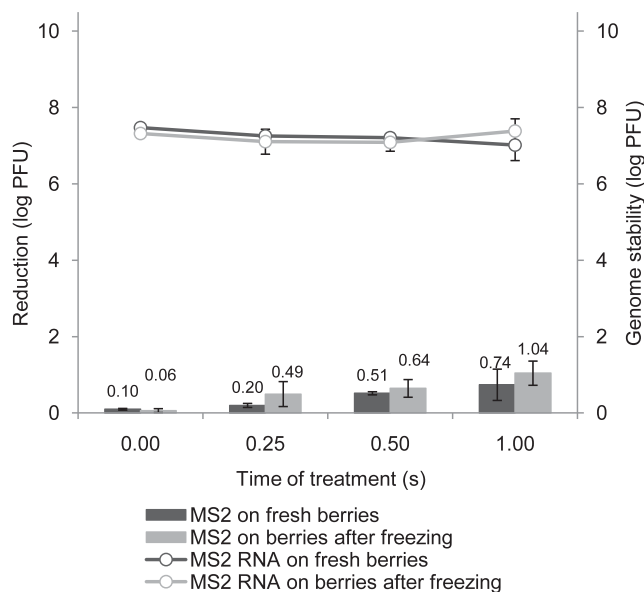 Reduction (log PFU)
10
8
6
4
2
0
Genome stability (log PFU)
10
8
6
4
2
0
0.10
0.06
0.20
0.49
0.51
0.64
0.74
1.04
0.00 0.25 0.50 1.00
Time of treatment (s)
MS2 on fresh berries
MS2 on berries after freezing
MS2 RNA on fresh berries
MS2 RNA on berries after freezing